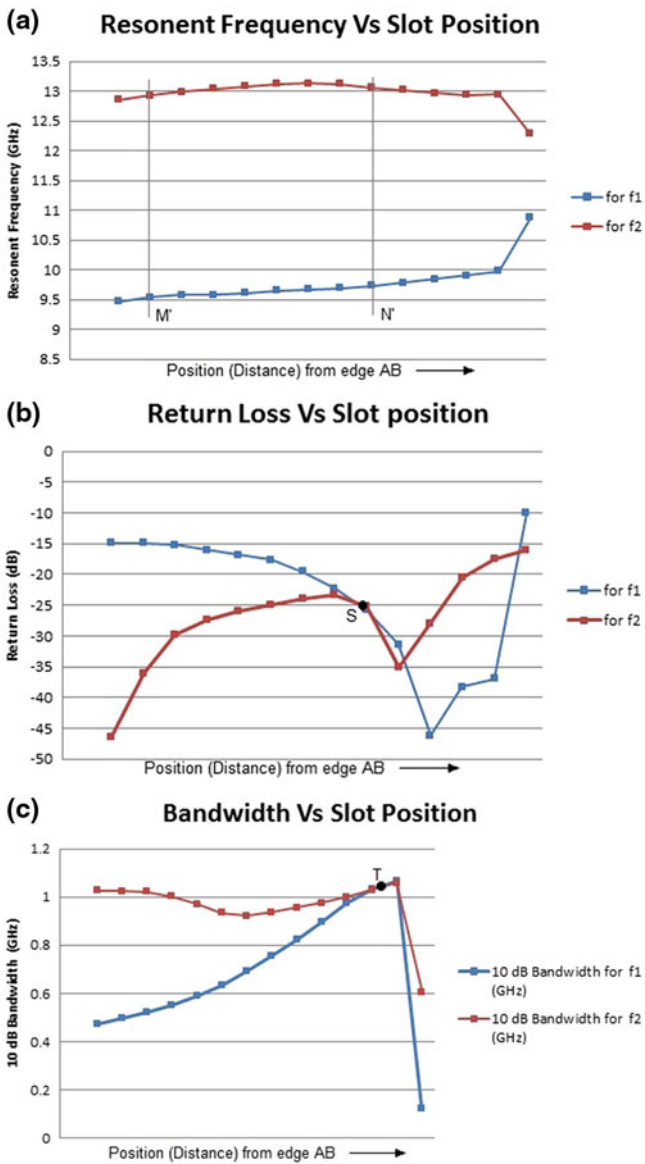 (a)
Resonent Frequency Vs Slot Position
Resonent Frequency (GHz)
13.5
13
12.5
12
11.5
11
10.5
10
9.5
9
8.5
M'
N'
for f1
for f2
Position (Distance) from edge AB
(b)
Return Loss Vs Slot position
Return Loss (dB)
0
-5
-10
-15
-20
-25
-30
-35
-40
-45
-50
S
for f1
for f2
Position (Distance) from edge AB
(c)
Bandwidth Vs Slot Position
10 dB Bandwidth (GHz)
1.2
1
0.8
0.6
0.4
0.2
0
T
10 dB Bandwidth for f1
(GHz)
10 dB Bandwidth for f2
(GHz)
Position (Distance) from edge AB